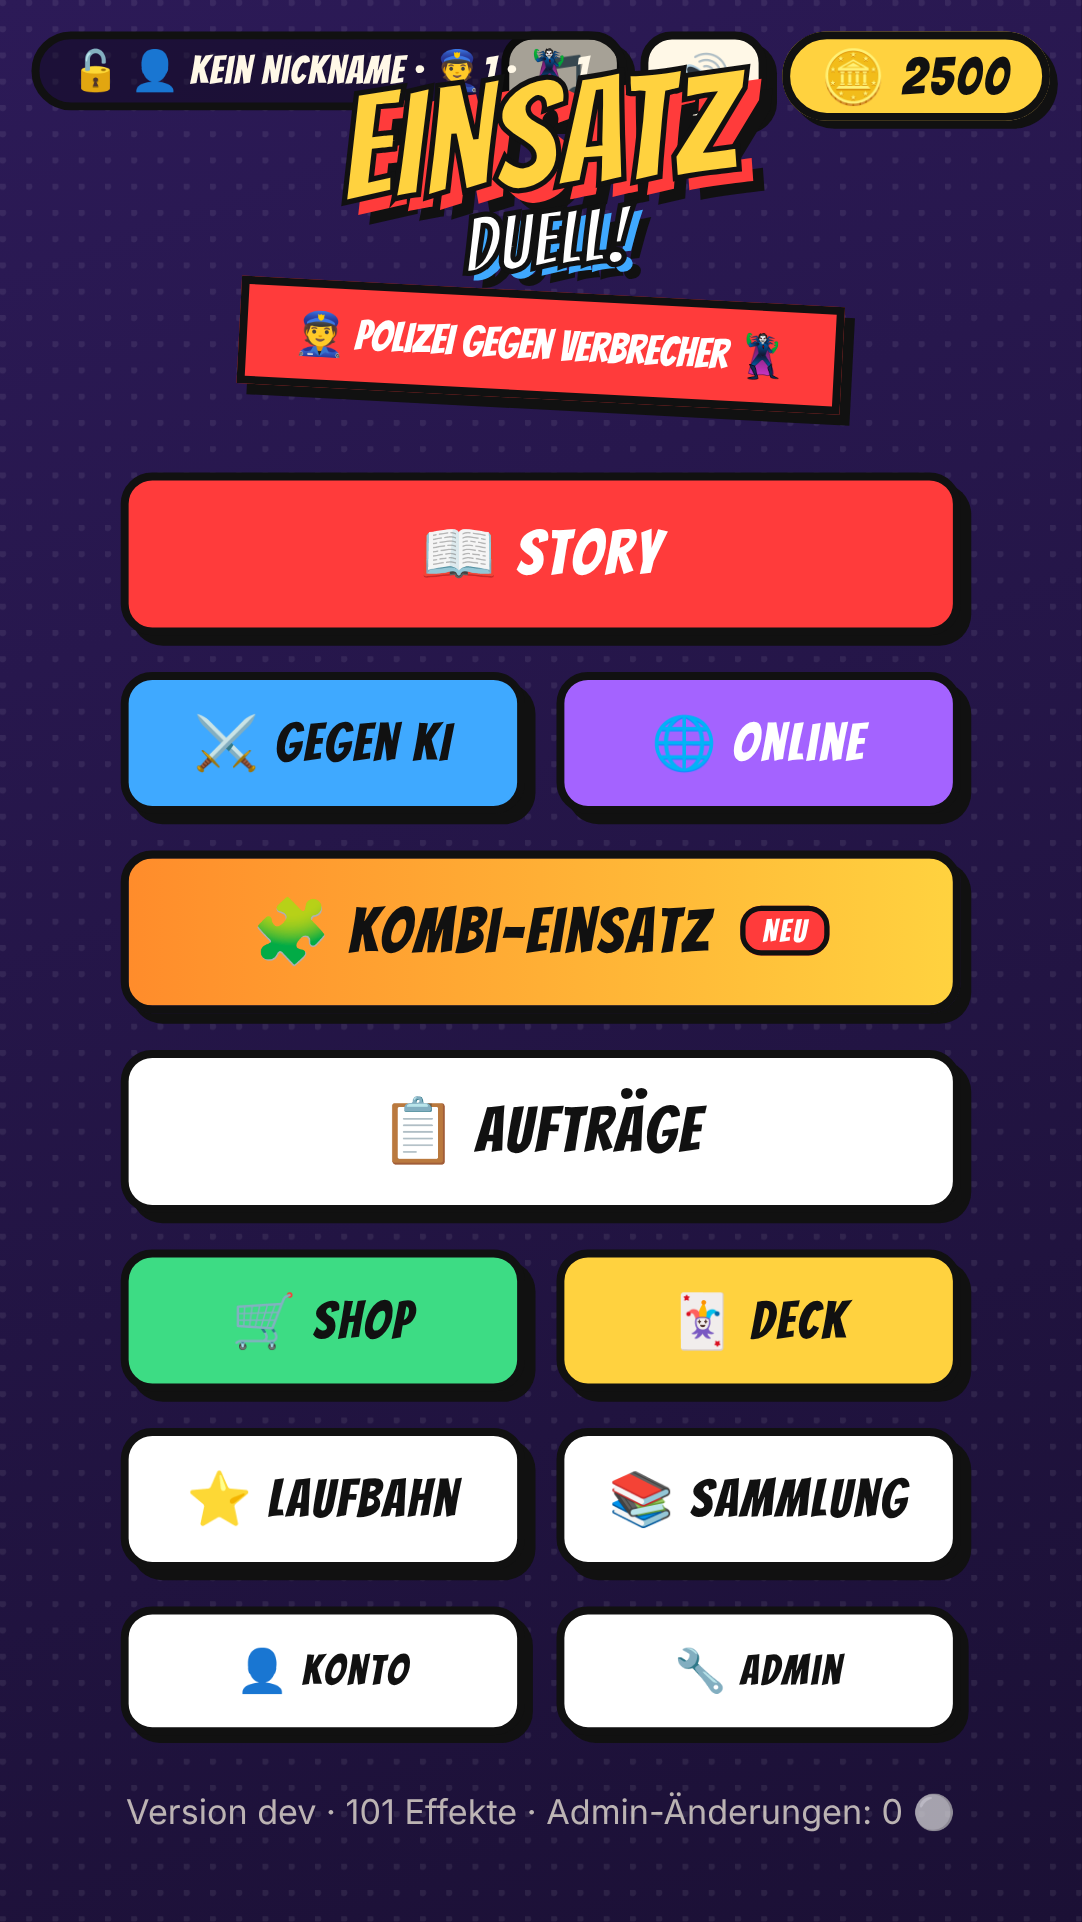 KEIN NICKNAME · 1 · 1
2500
EINSATZ
DUELL!
POLIZEI GEGEN VERBRECHER
STORY
GEGEN KI
ONLINE
KOMBI-EINSATZ NEU
AUFTRÄGE
SHOP
DECK
LAUFBAHN
SAMMLUNG
KONTO
ADMIN
Version dev · 101 Effekte · Admin-Änderungen: 0